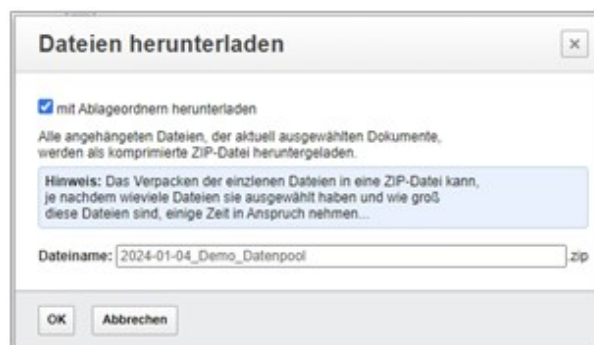 Dateien herunterladen
mit Ablageordnern herunterladen
Alle angehängten Dateien, der aktuell ausgewählten Dokumente,
werden als komprimierte ZIP-Datei heruntergeladen.
Hinweis: Das Verpacken der einzlenen Dateien in eine ZIP-Datei kann,
je nachdem wieviele Dateien sie ausgewählt haben und wie groß
diese Dateien sind, einige Zeit in Anspruch nehmen...
Dateiname: 2024-01-04_Demo_Datenpool .zip
OK Abbrechen